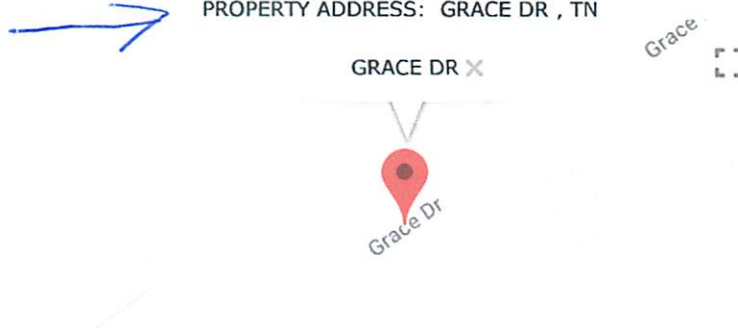 PROPERTY ADDRESS: GRACE DR , TN
Grace
GRACE DR ×
Grace Dr